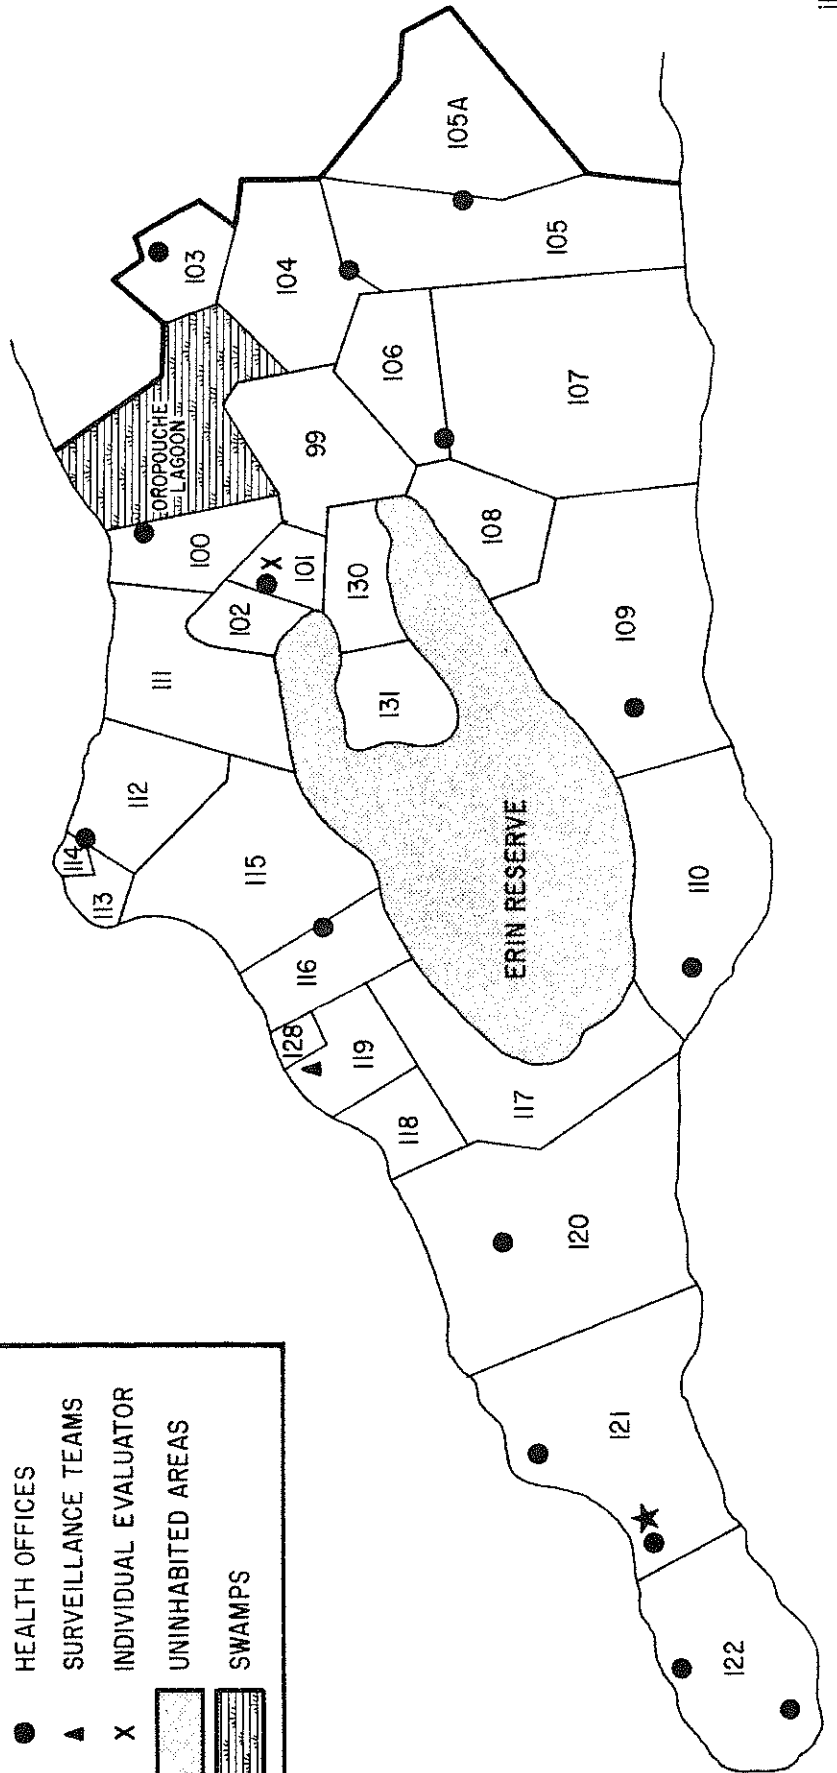 ● HEALTH OFFICES
▲ SURVEILLANCE TEAMS
X INDIVIDUAL EVALUATOR
UNINHABITED AREAS
SWAMPS
OROPOUCHE
LAGOON
ERIN RESERVE
103
104
105A
105
106
107
99
100
X
101
102
130
131
108
109
111
112
114
113
115
116
128
119
118
117
110
120
121
122